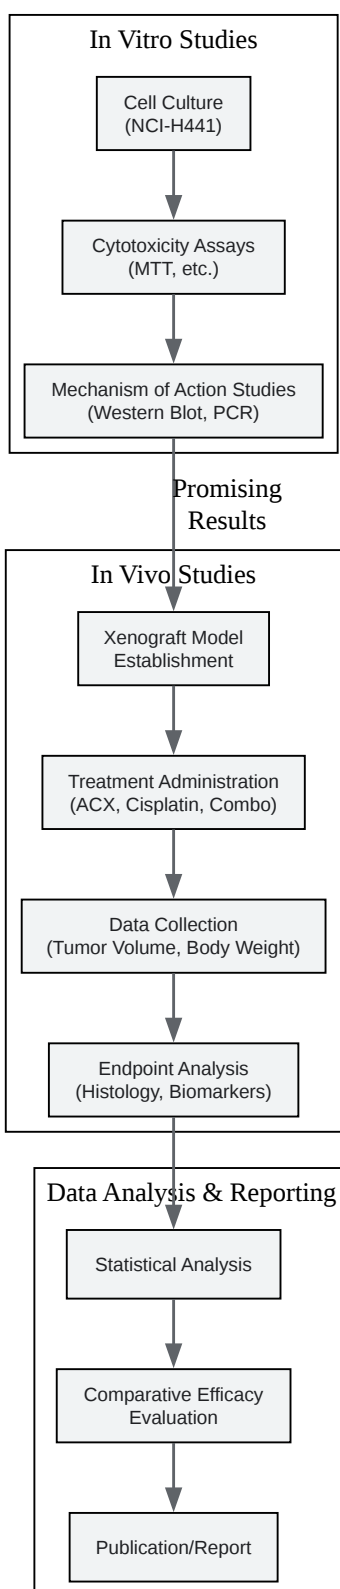 In Vitro Studies
Cell Culture
(NCI-H441)
Cytotoxicity Assays
(MTT, etc.)
Mechanism of Action Studies
(Western Blot, PCR)
Promising
Results
In Vivo Studies
Xenograft Model
Establishment
Treatment Administration
(ACX, Cisplatin, Combo)
Data Collection
(Tumor Volume, Body Weight)
Endpoint Analysis
(Histology, Biomarkers)
Data Analysis & Reporting
Statistical Analysis
Comparative Efficacy
Evaluation
Publication/Report